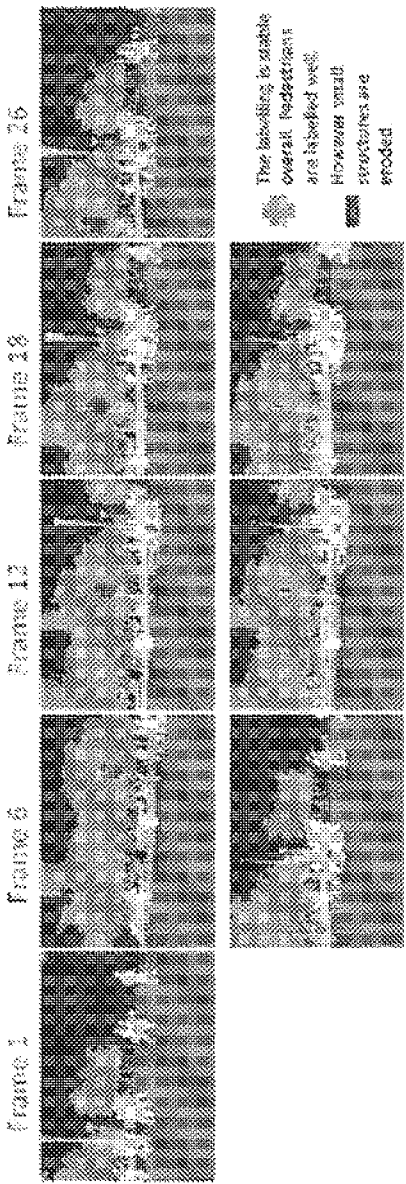 Frame 1
Frame 6
Frame 12
Frame 18
Frame 26
The labelling is stable
overall. Pedestrians
are labelled well.
However small
structures are
eroded.